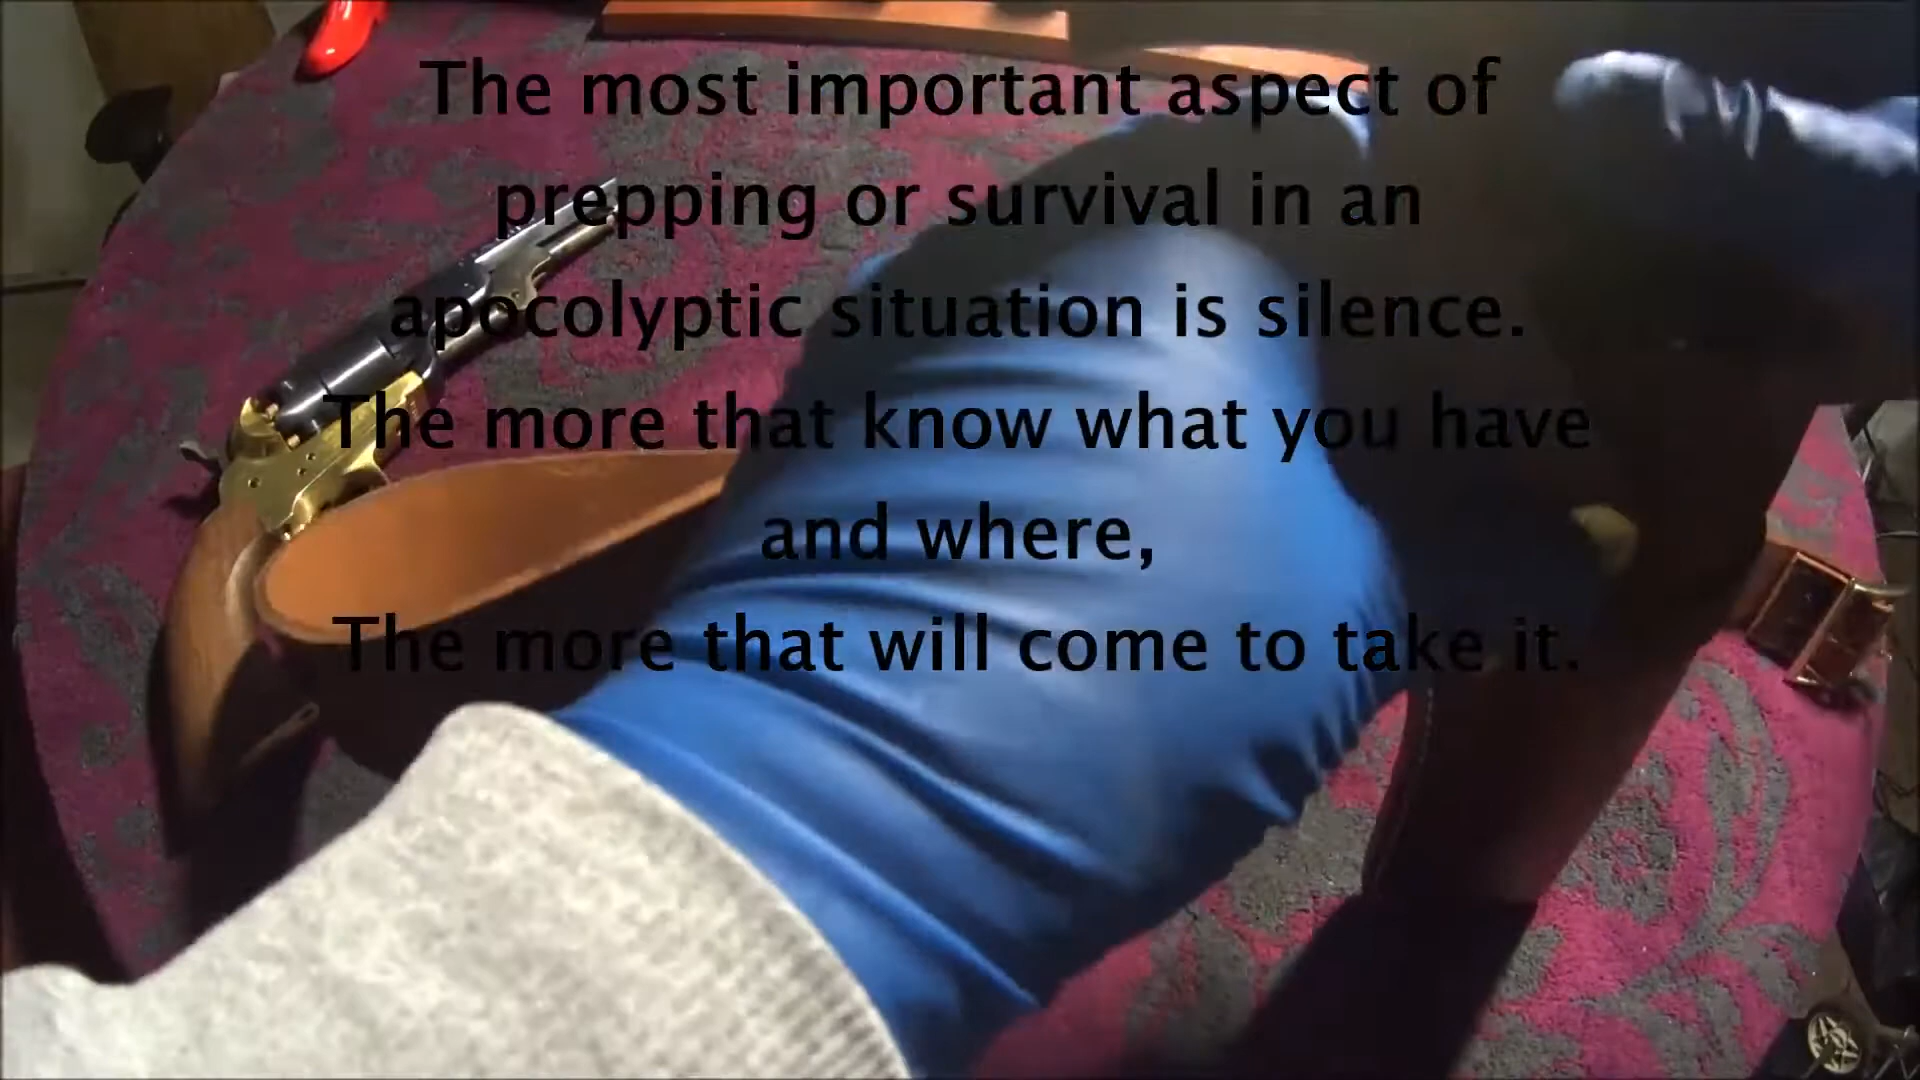 The most important aspect of
prepping or survival in an
apocolyptic situation is silence.
The more that know what you have
and where,
The more that will come to take it.